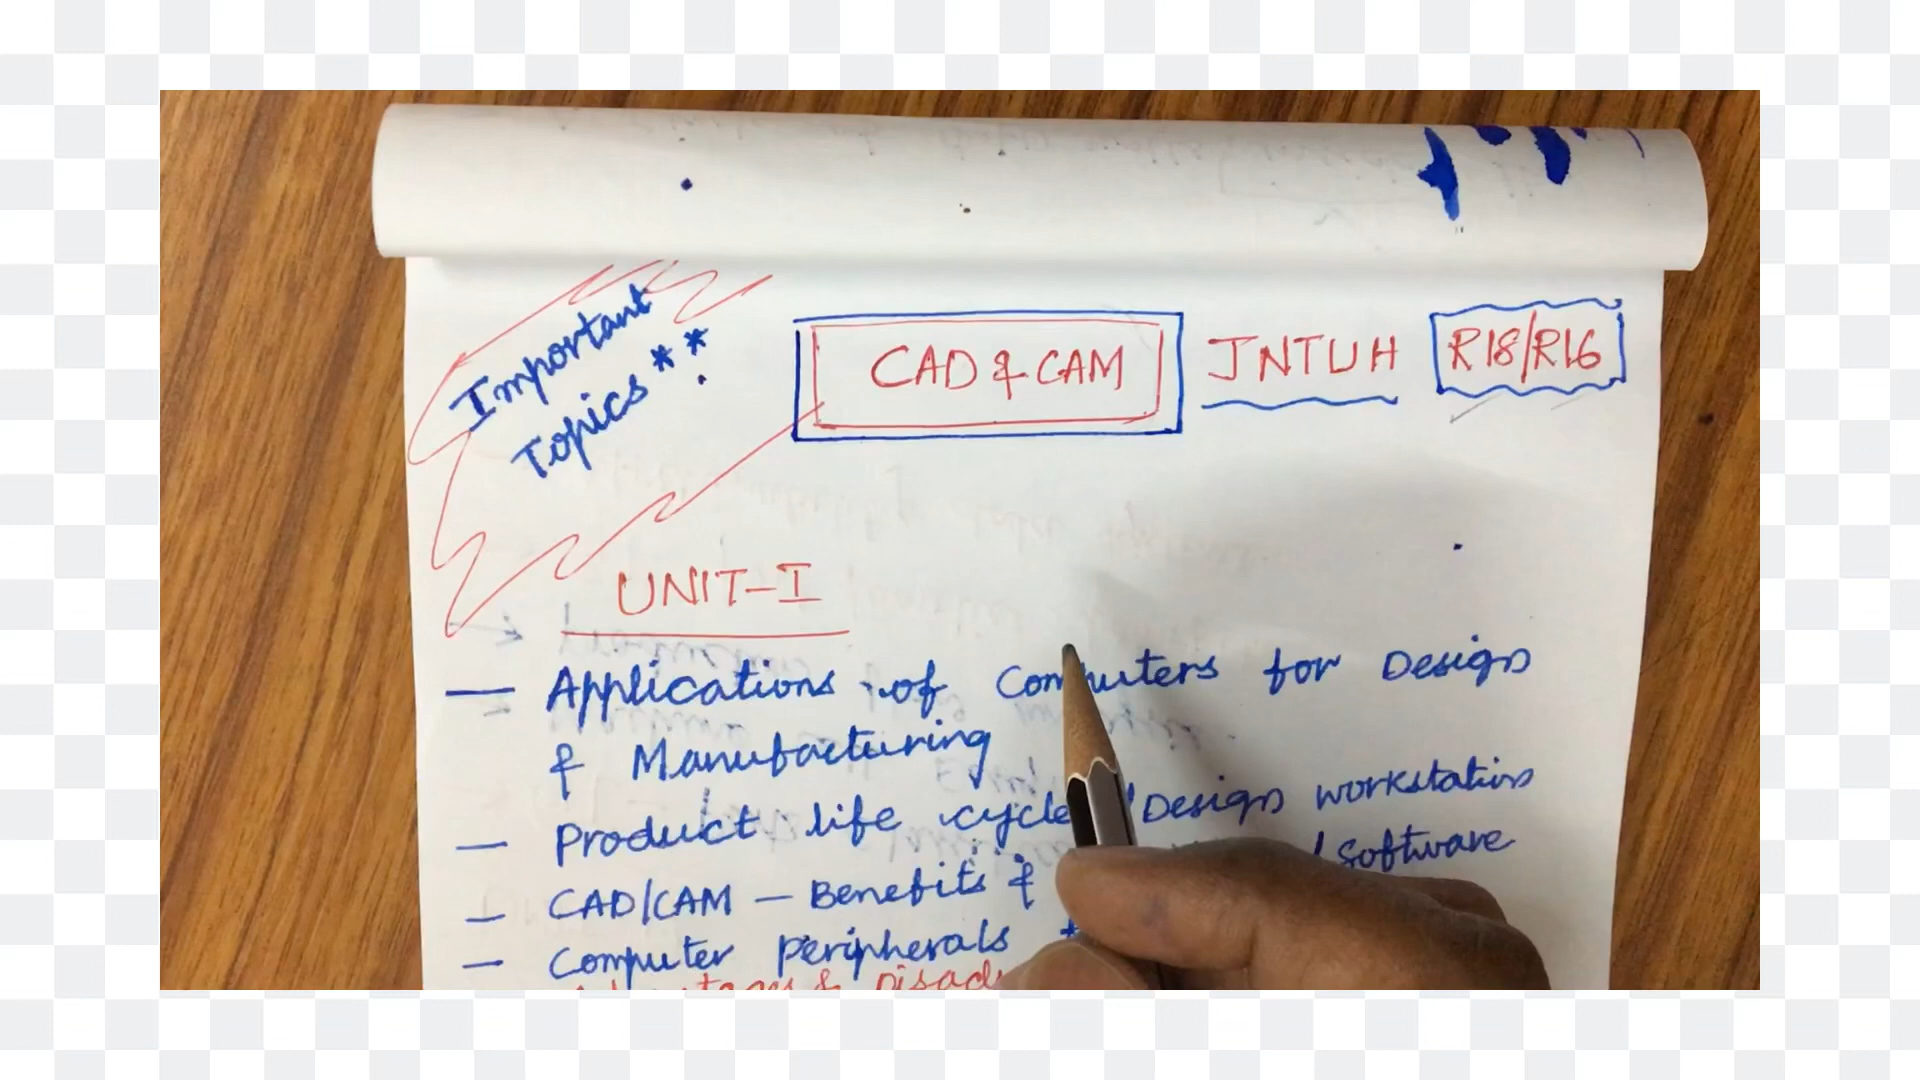 Important
Topics **
CAD & CAM JNTUH R18/R16
UNIT-I
— Applications of Computers for Design
& Manufacturing
— Product life cycle Design workstations
— CAD/CAM — Benefits & / software
— Computer Peripherals *
& Disad